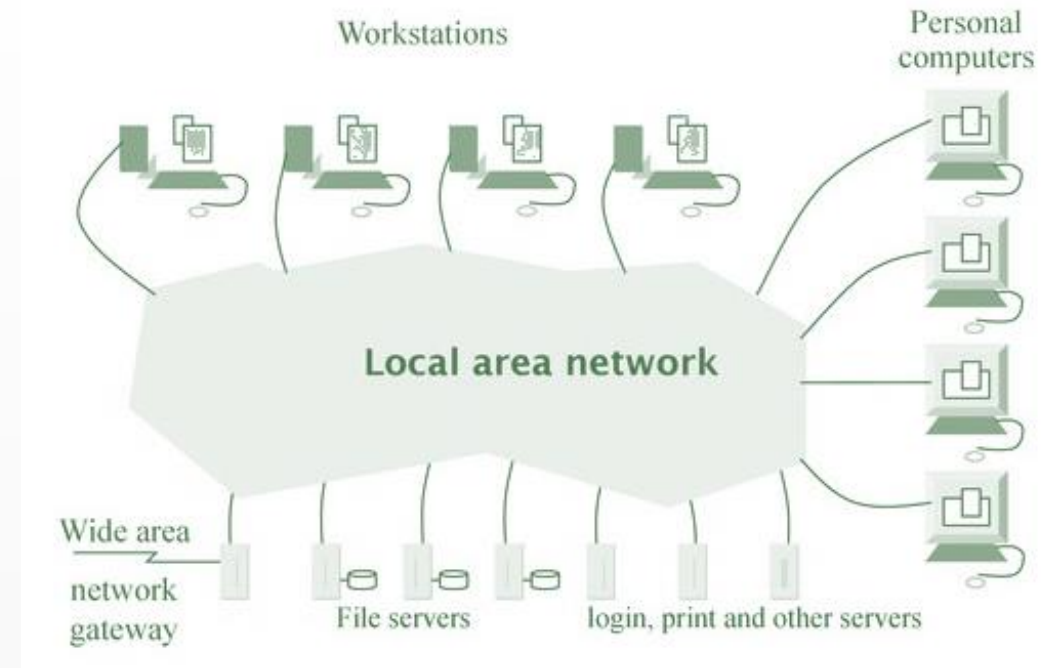 Workstations
Personal
computers
Local area network
Wide area
network
gateway
File servers
login, print and other servers